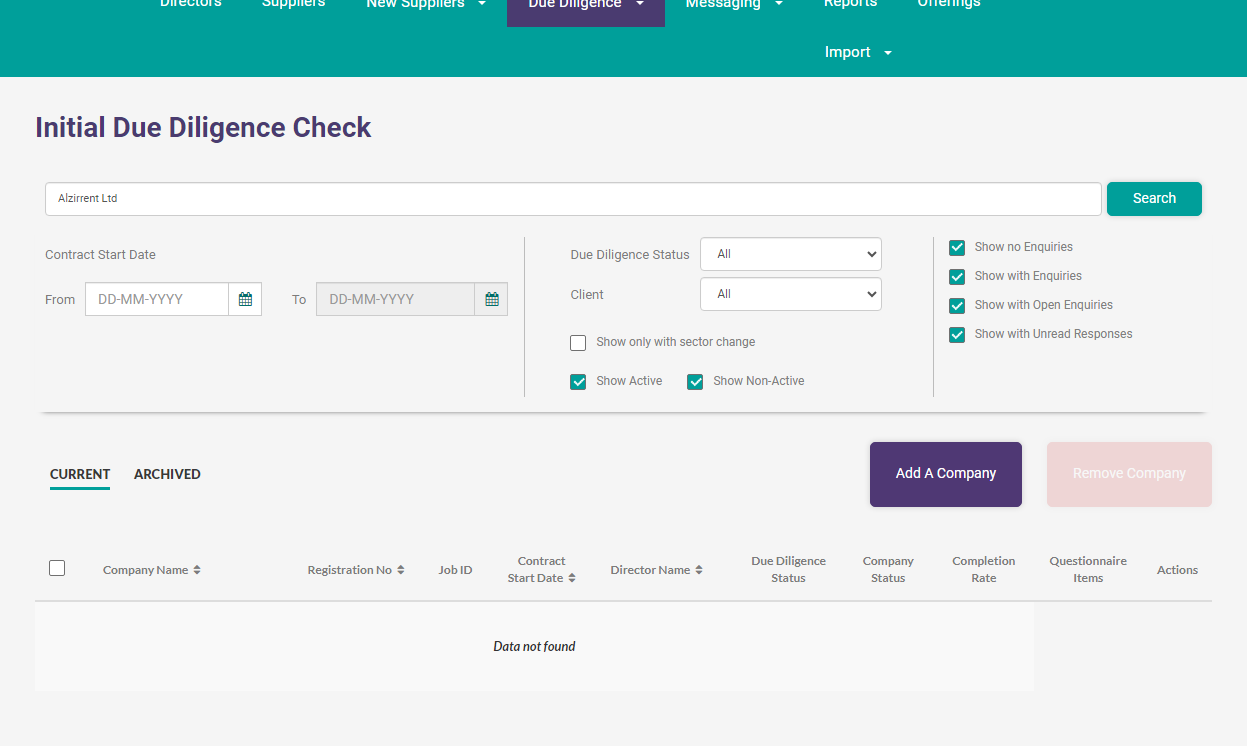 Directors Suppliers New Suppliers Due Diligence Messaging Reports Offerings
Import
Initial Due Diligence Check
Alzirrent Ltd Search
Contract Start Date
From DD-MM-YYYY To DD-MM-YYYY
Due Diligence Status All
Client All
Show only with sector change
Show Active Show Non-Active
Show no Enquiries
Show with Enquiries
Show with Open Enquiries
Show with Unread Responses
CURRENT ARCHIVED Add A Company Remove Company
Company Name Registration No Job ID Contract Start Date Director Name Due Diligence Status Company Status Completion Rate Questionnaire Items Actions
Data not found